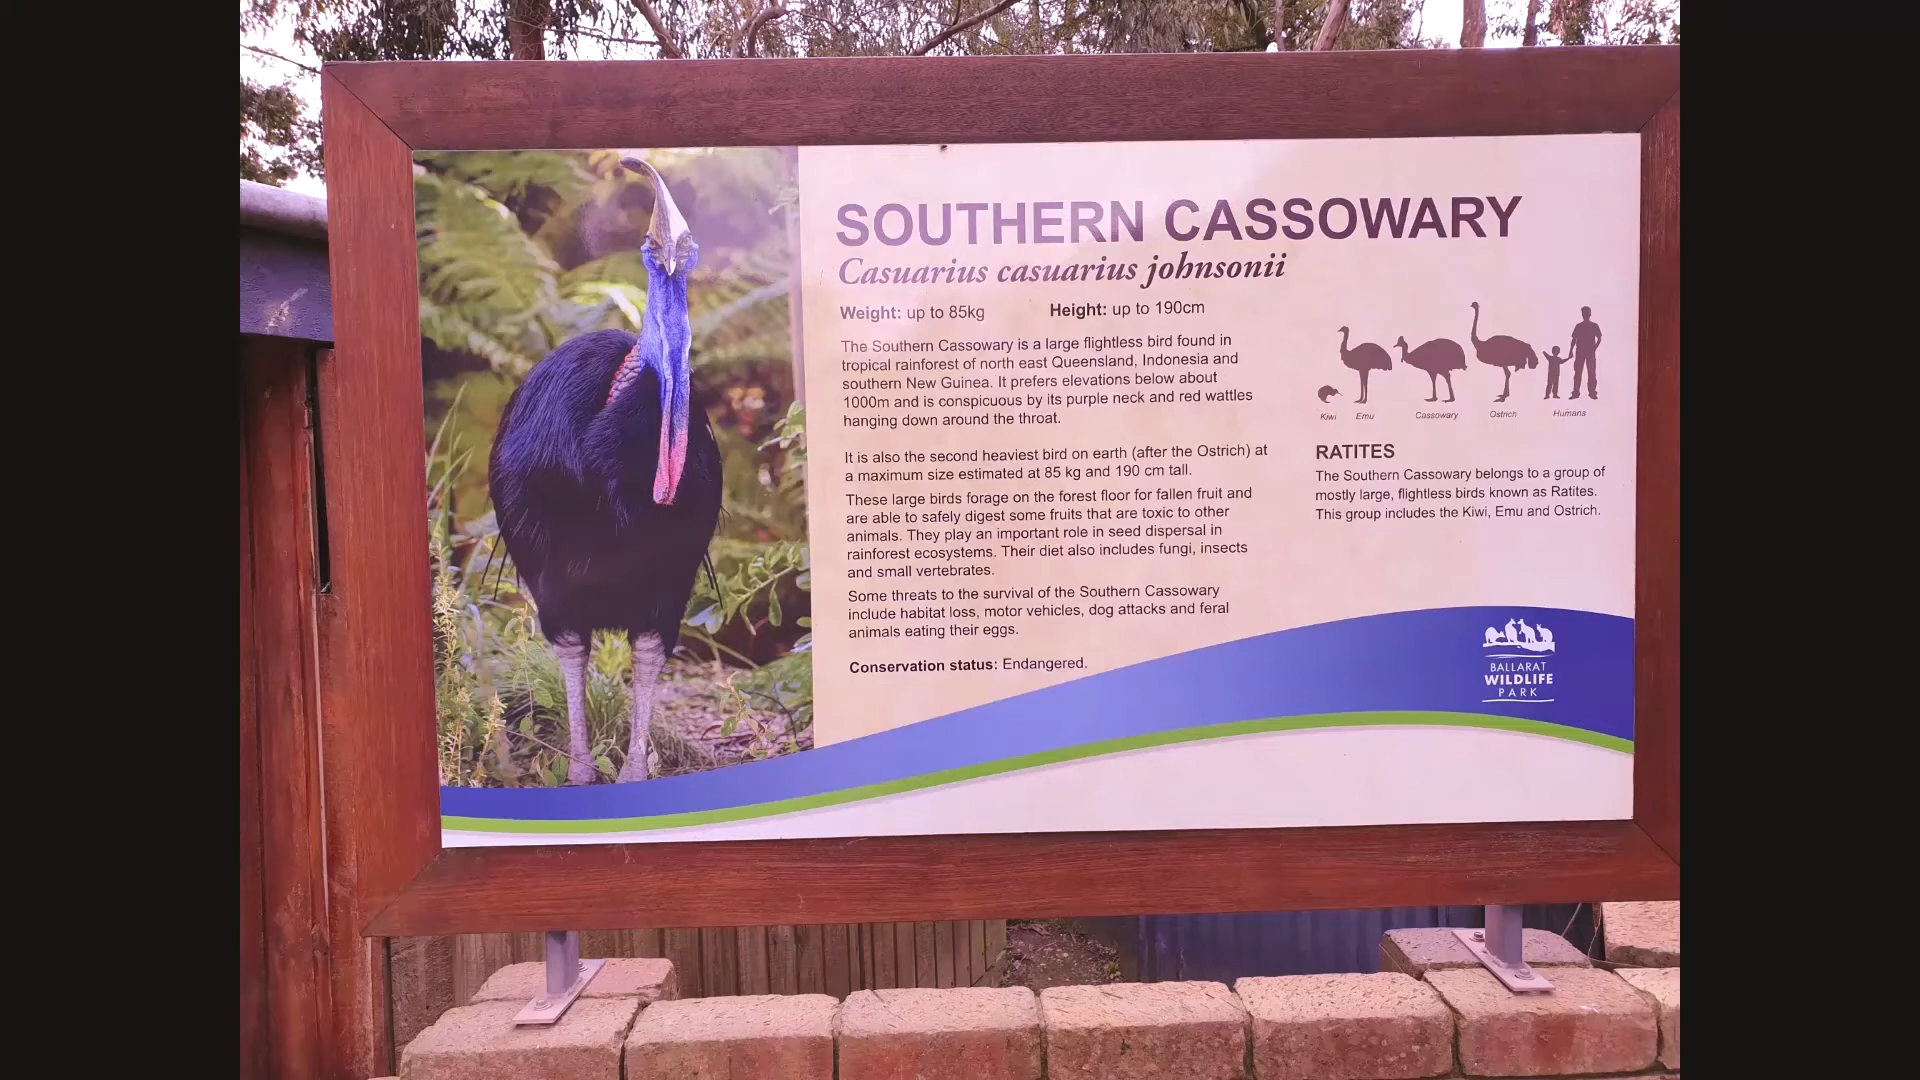 SOUTHERN CASSOWARY
Casuarius casuarius johnsonii
Weight: up to 85kg Height: up to 190cm
The Southern Cassowary is a large flightless bird found in
tropical rainforest of north east Queensland, Indonesia and
southern New Guinea. It prefers elevations below about
1000m and is conspicuous by its purple neck and red wattles
hanging down around the throat.
It is also the second heaviest bird on earth (after the Ostrich) at
a maximum size estimated at 85 kg and 190 cm tall.
These large birds forage on the forest floor for fallen fruit and
are able to safely digest some fruits that are toxic to other
animals. They play an important role in seed dispersal in
rainforest ecosystems. Their diet also includes fungi, insects
and small vertebrates.
Some threats to the survival of the Southern Cassowary
include habitat loss, motor vehicles, dog attacks and feral
animals eating their eggs.
Conservation status: Endangered.
Kiwi Emu Cassowary Ostrich Humans
RATITES
The Southern Cassowary belongs to a group of
mostly large, flightless birds known as Ratites.
This group includes the Kiwi, Emu and Ostrich.
BALLARAT
WILDLIFE
PARK